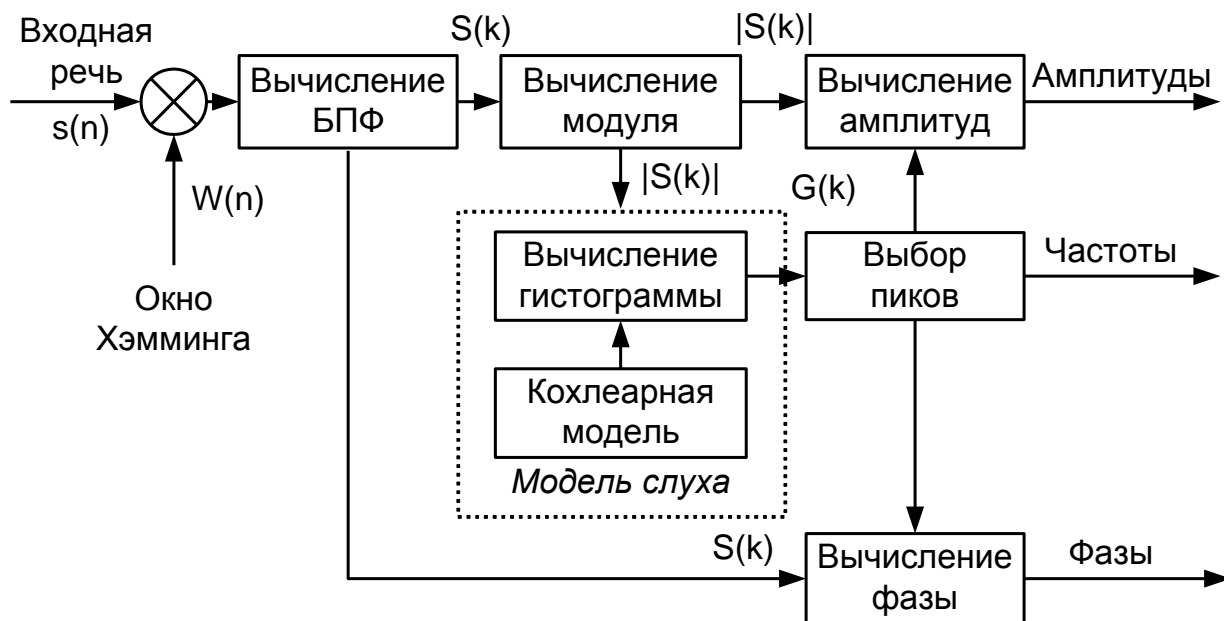 Входная
речь
s(n)
W(n)
Окно
Хэмминга
Вычисление
БПФ
S(k)
Вычисление
модуля
|S(k)|
Вычисление
амплитуд
Амплитуды
|S(k)|
G(k)
Вычисление
гистограммы
Выбор
пиков
Частоты
Кохлеарная
модель
Модель слуха
S(k)
Вычисление
фазы
Фазы